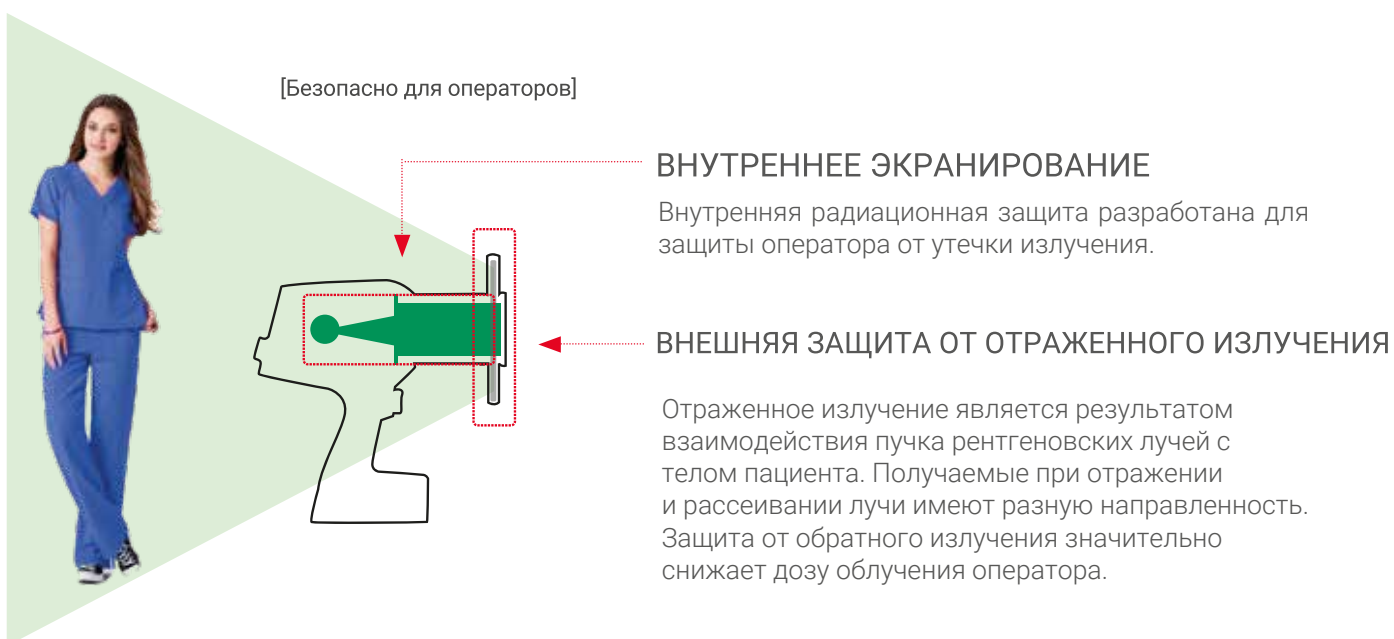 [Безопасно для операторов]
ВНУТРЕННЕЕ ЭКРАНИРОВАНИЕ
Внутренняя радиационная защита разработана для
защиты оператора от утечки излучения.
ВНЕШНЯЯ ЗАЩИТА ОТ ОТРАЖЕННОГО ИЗЛУЧЕНИЯ
Отраженное излучение является результатом
взаимодействия пучка рентгеновских лучей с
телом пациента. Получаемые при отражении
и рассеивании лучи имеют разную направленность.
Защита от обратного излучения значительно
снижает дозу облучения оператора.